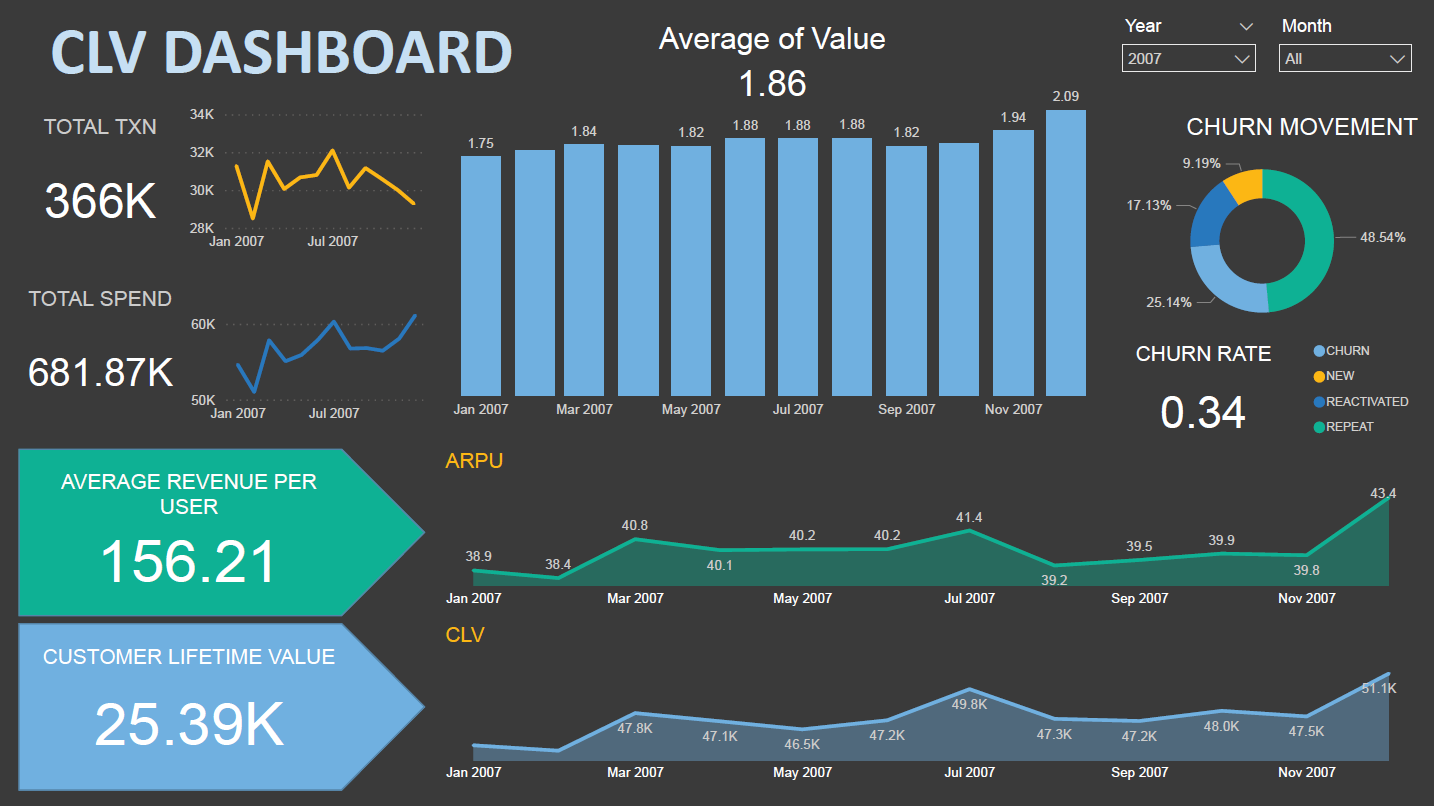 CLV DASHBOARD
Average of Value
1.86
Year
Month
2007
All
TOTAL TXN
366K
34K
32K
30K
28K
Jan 2007 Jul 2007
TOTAL SPEND
681.87K
60K
50K
Jan 2007 Jul 2007
1.75 1.84 1.82 1.88 1.88 1.88 1.82 1.94 2.09
Jan 2007 Mar 2007 May 2007 Jul 2007 Sep 2007 Nov 2007
CHURN MOVEMENT
9.19%
17.13%
48.54%
25.14%
CHURN RATE
0.34
CHURN
NEW
REACTIVATED
REPEAT
AVERAGE REVENUE PER
USER
156.21
CUSTOMER LIFETIME VALUE
25.39K
ARPU
38.9 38.4 40.8 40.1 40.2 40.2 41.4 39.2 39.5 39.9 39.8 43.4
Jan 2007 Mar 2007 May 2007 Jul 2007 Sep 2007 Nov 2007
CLV
47.8K 47.1K 46.5K 47.2K 49.8K 47.3K 47.2K 48.0K 47.5K 51.1K
Jan 2007 Mar 2007 May 2007 Jul 2007 Sep 2007 Nov 2007